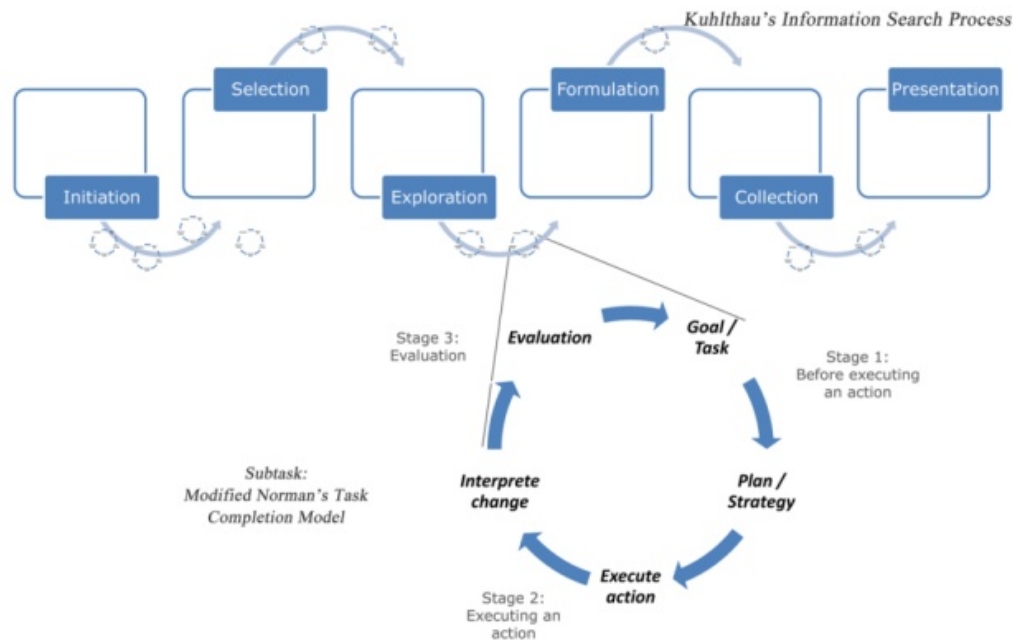 Kuhlthau's Information Search Process
Selection
Formulation
Presentation
Initiation
Exploration
Collection
Stage 3:
Evaluation
Evaluation
Goal /
Task
Stage 1:
Before executing
an action
Subtask:
Modified Norman's Task
Completion Model
Interprete
change
Plan /
Strategy
Execute
action
Stage 2:
Executing an
action